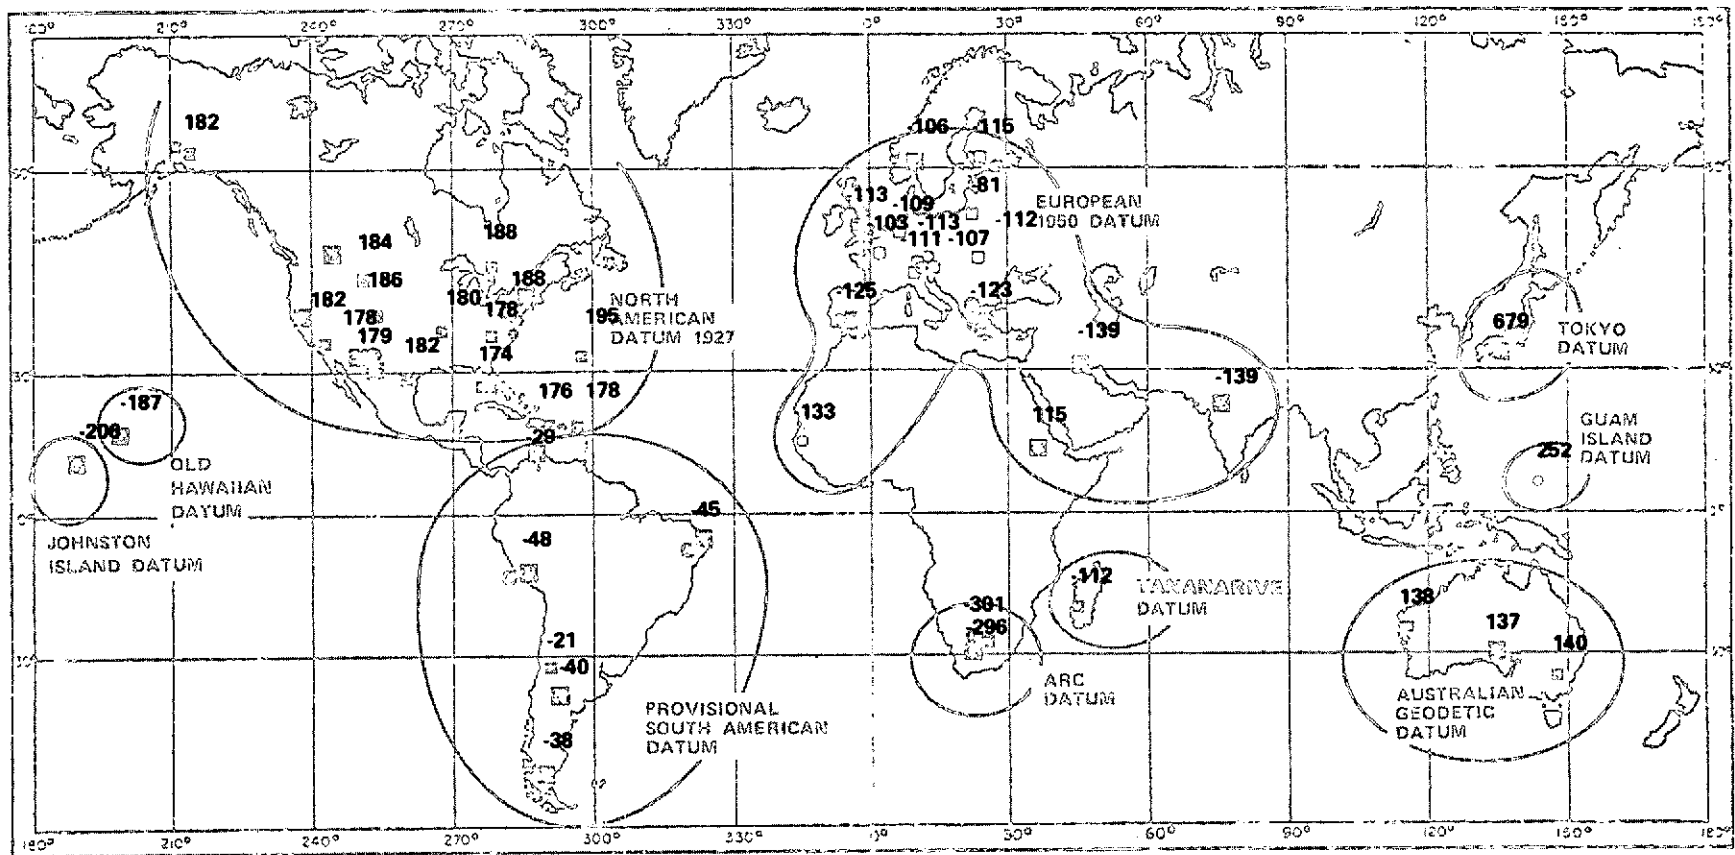 180° 210° 240° 270° 300° 330° 0° 30° 60° 90° 120° 150° 180°
182
-106 -115
-81
-113
-109
-103 -113 -112
-111 -107
EUROPEAN
1950 DATUM
184
188
186
188
182
180
178
178
179
182
174
195
176 178
NORTH
AMERICAN
DATUM 1927
-125
-123
-139
-139
-133
115
679
TOKYO
DATUM
GUAM
ISLAND
DATUM
252
-187
OLD
HAWAIIAN
DATUM
JOHNSTON
ISLAND DATUM
-29
-45
-48
-21
-40
-38
PROVISIONAL
SOUTH AMERICAN
DATUM
-112
TANANARIVE
DATUM
-301
-296
ARC
DATUM
138
137
140
AUSTRALIAN
GEODETIC
DATUM
180° 210° 240° 270° 300° 330° 0° 30° 60° 90° 120° 150° 180°